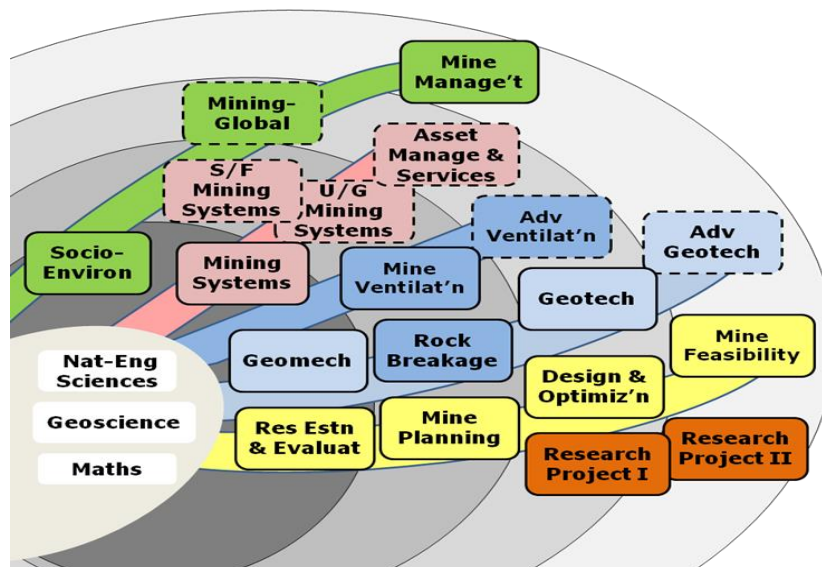 Mine
Manage't
Mining-
Global
Asset
Manage &
Services
S/F
Mining
Systems
U/G
Mining
Systems
Adv
Ventilat'n
Adv
Geotech
Socio-
Environ
Mining
Systems
Mine
Ventilat'n
Geotech
Mine
Feasibility
Nat-Eng
Sciences
Geomech
Rock
Breakage
Design &
Optimiz'n
Geoscience
Res Estn
& Evaluat
Mine
Planning
Research
Project I
Research
Project II
Maths